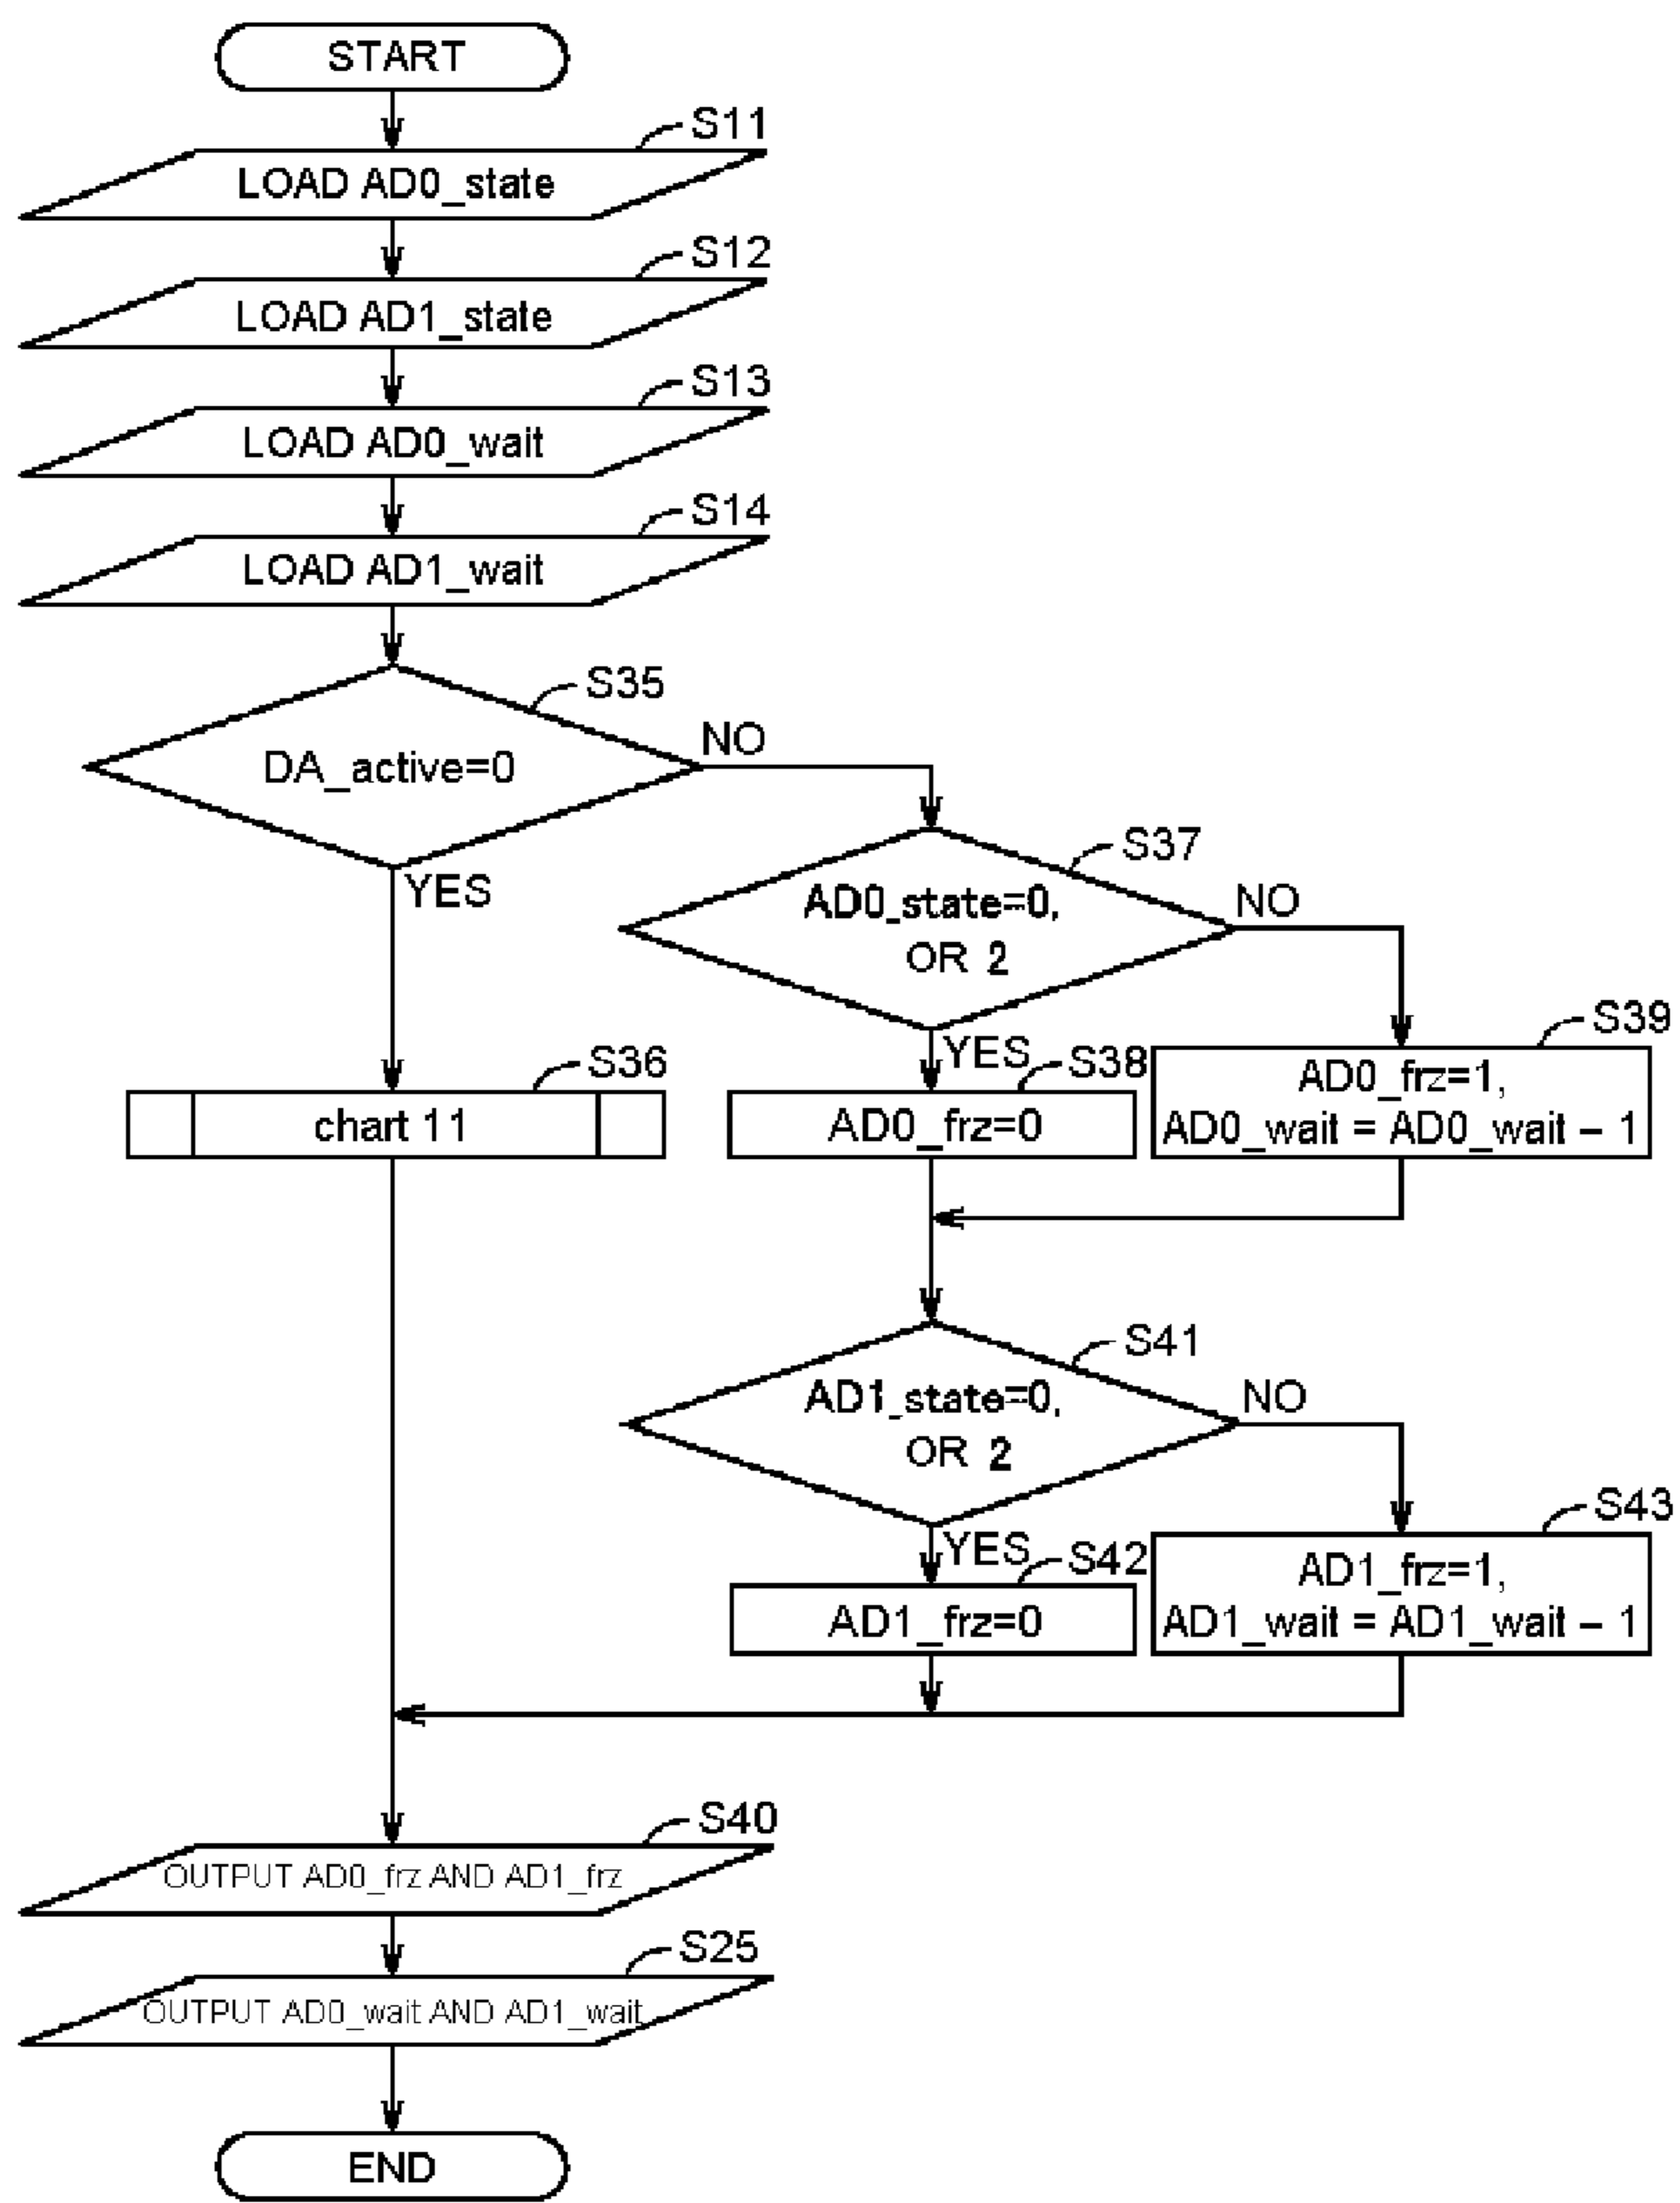 START
S11
LOAD AD0_state
S12
LOAD AD1_state
S13
LOAD AD0_wait
S14
LOAD AD1_wait
S35
DA_active=0
NO
YES
S37
AD0_state=0,
OR 2
NO
YES
S36
chart 11
S38
AD0_frz=0
S39
AD0_frz=1,
AD0_wait = AD0_wait – 1
S41
AD1_state=0,
OR 2
NO
YES
S42
AD1_frz=0
S43
AD1_frz=1,
AD1_wait = AD1_wait – 1
S40
OUTPUT AD0_frz AND AD1_frz
S25
OUTPUT AD0_wait AND AD1_wait
END